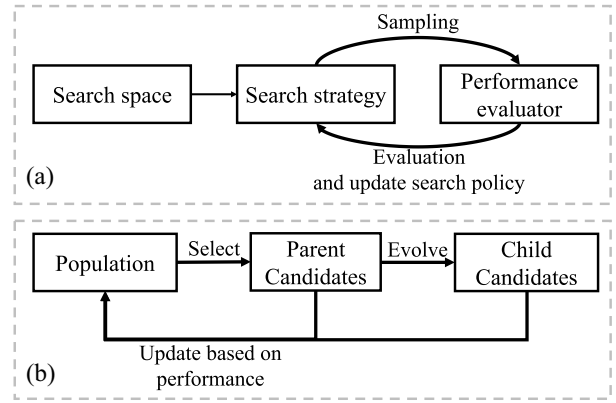 Sampling
Search space
Search strategy
Performance
evaluator
Evaluation
and update search policy
(a)
Population
Select
Parent
Candidates
Evolve
Child
Candidates
Update based on
performance
(b)